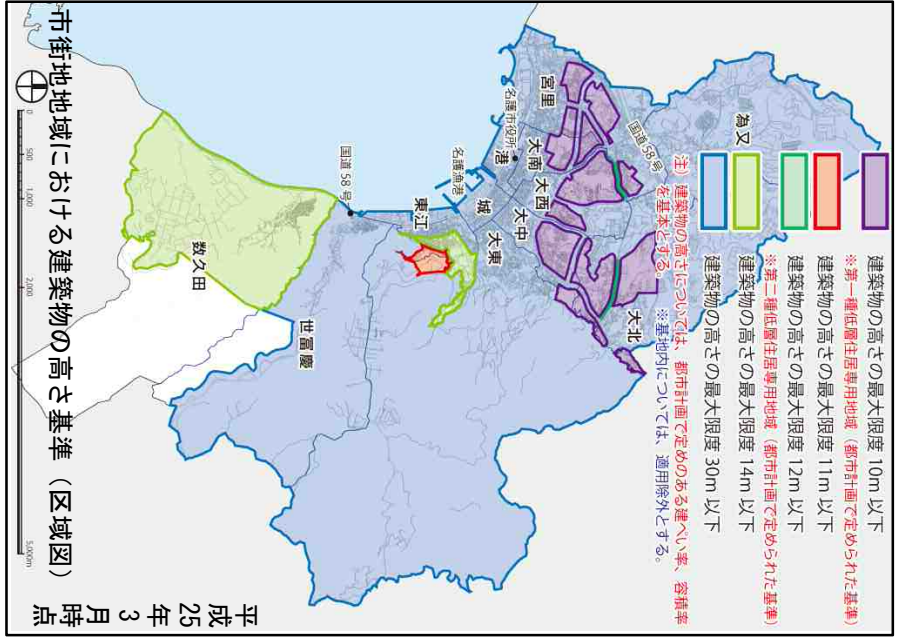 市街地地域における建築物の高さ基準（区域図）
平成 25 年 3 月時点
建築物の高さの最大限度 10m 以下
※第一種低層住居専用地域（都市計画で定められた基準）
建築物の高さの最大限度 11m 以下
建築物の高さの最大限度 12m 以下
※第二種低層住居専用地域（都市計画で定められた基準）
建築物の高さの最大限度 14m 以下
建築物の高さの最大限度 30m 以下
注）建築物の高さについては、都市計画で定めのある建ぺい率、容積率
を基本とする。 ※基地内については、適用除外とする。
為又
国道 58 号
宮里
名護市役所
大南
大西
大北
港
大中
名護漁港
城
大東
東江
国道 58 号
世冨慶
数久田
0
500
1,000
2,000
5,000m